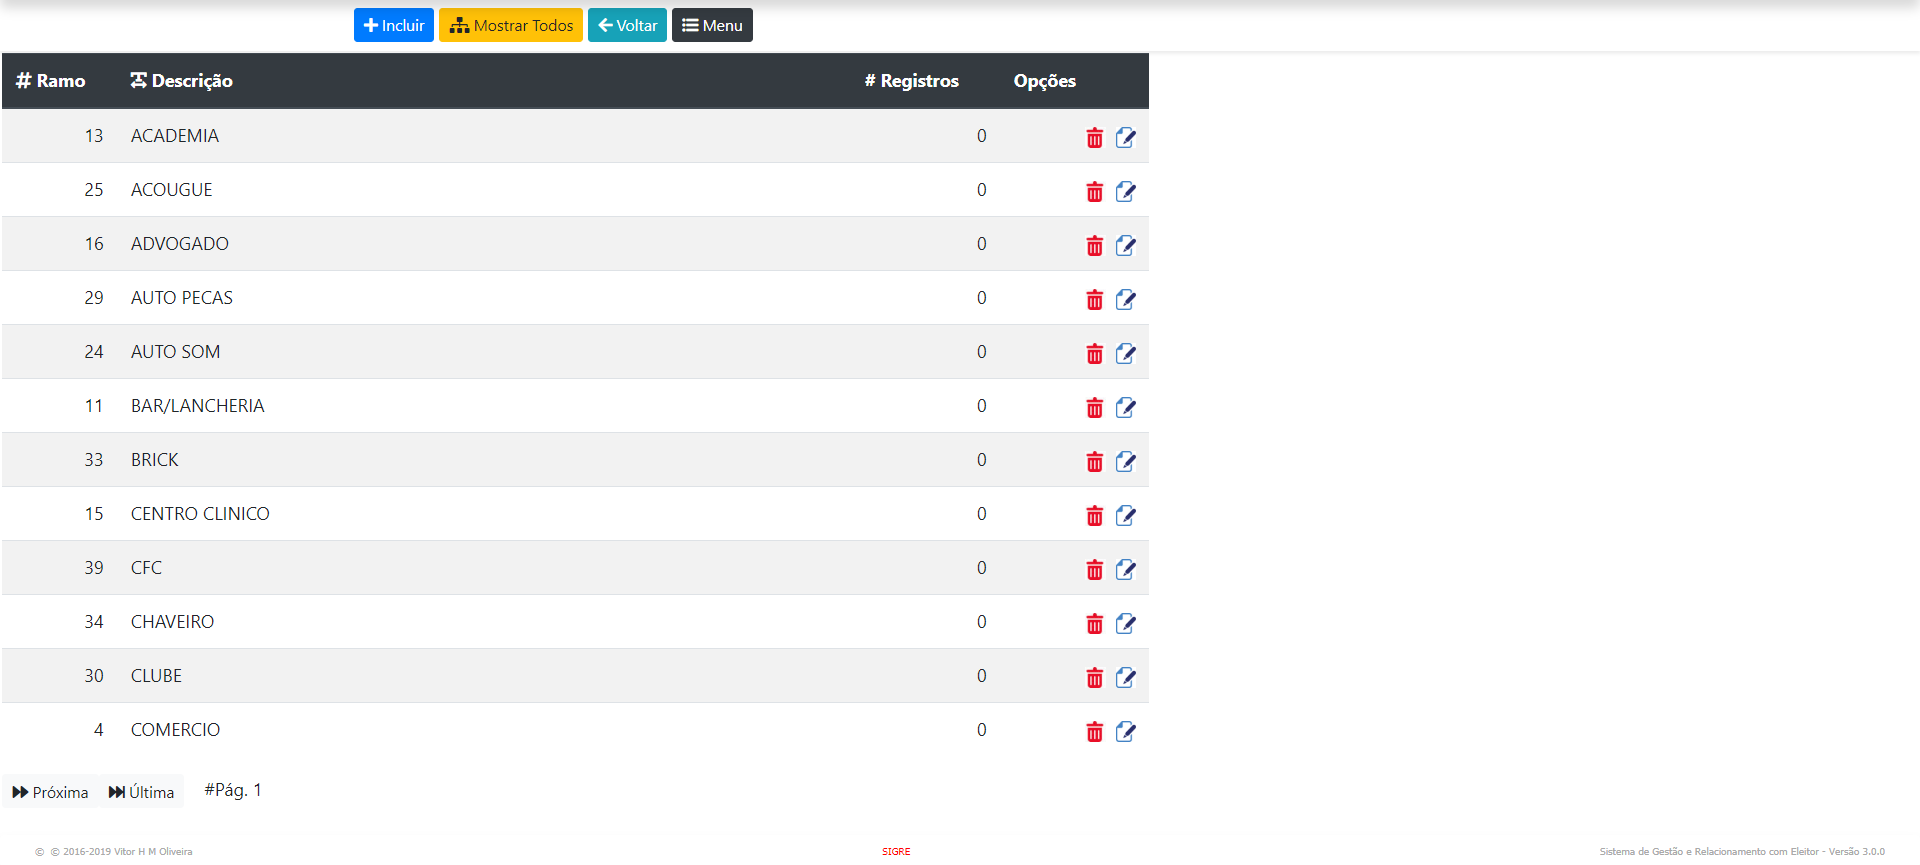 Incluir Mostrar Todos Voltar Menu
# Ramo Descrição # Registros Opções
13 ACADEMIA 0
25 ACOUGUE 0
16 ADVOGADO 0
29 AUTO PECAS 0
24 AUTO SOM 0
11 BAR/LANCHERIA 0
33 BRICK 0
15 CENTRO CLINICO 0
39 CFC 0
34 CHAVEIRO 0
30 CLUBE 0
4 COMERCIO 0
Próxima Última #Pág. 1
© © 2016-2019 Vitor H M Oliveira SIGRE Sistema de Gestão e Relacionamento com Eleitor - Versão 3.0.0